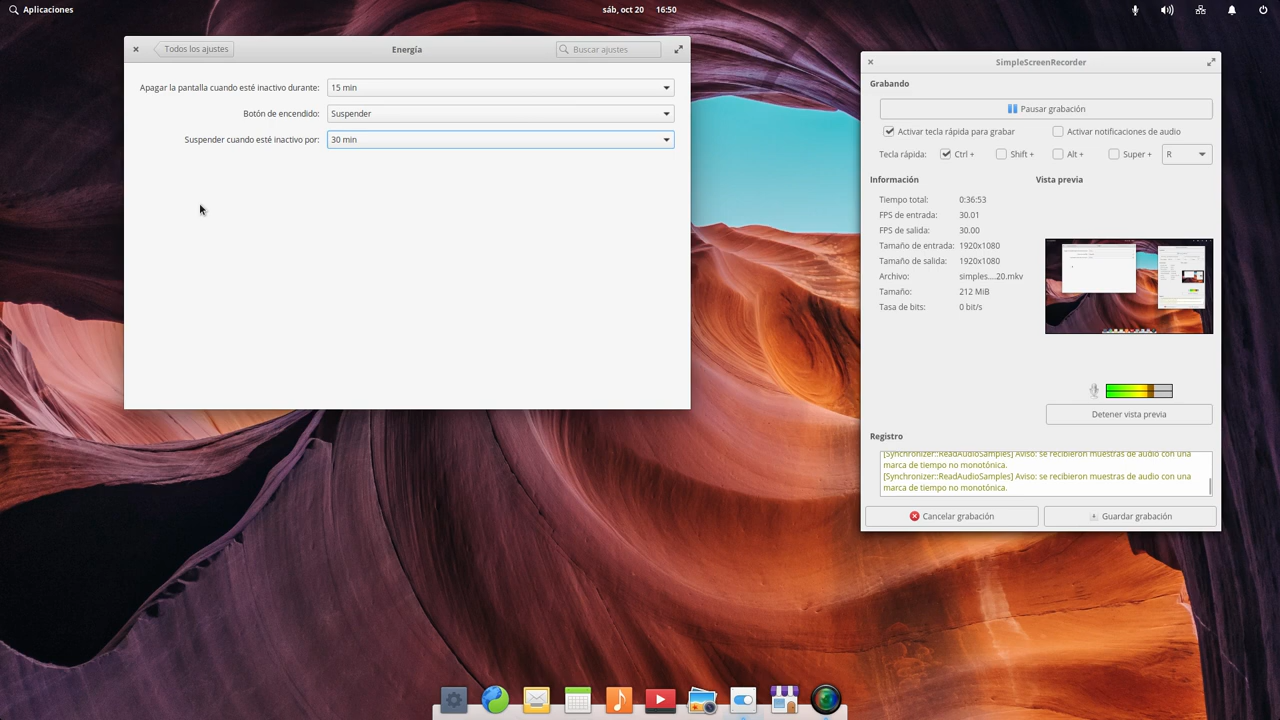 Aplicaciones
sáb, oct 20 16:50
Todos los ajustes
Energía
Buscar ajustes
Apagar la pantalla cuando esté inactivo durante: 15 min
Botón de encendido: Suspender
Suspender cuando esté inactivo por: 30 min
SimpleScreenRecorder
Grabando
Pausar grabación
Activar tecla rápida para grabar
Activar notificaciones de audio
Tecla rápida: Ctrl + Shift + Alt + Super + R
Información
Vista previa
Tiempo total: 0:36:53
FPS de entrada: 30.01
FPS de salida: 30.00
Tamaño de entrada: 1920x1080
Tamaño de salida: 1920x1080
Archivo: simples....20.mkv
Tamaño: 212 MiB
Tasa de bits: 0 bit/s
Detener vista previa
Registro
[Synchronizer::ReadAudioSamples] Aviso: se recibieron muestras de audio con una
marca de tiempo no monotónica.
[Synchronizer::ReadAudioSamples] Aviso: se recibieron muestras de audio con una
marca de tiempo no monotónica.
Cancelar grabación
Guardar grabación